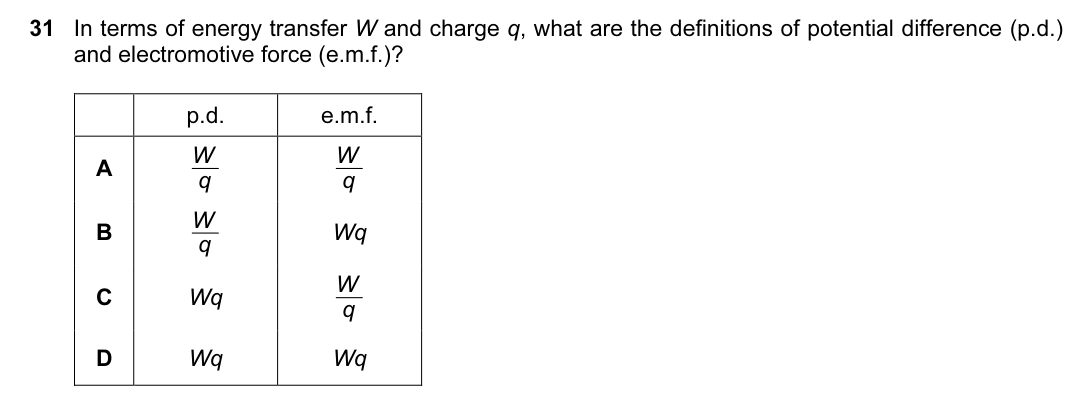 31 In terms of energy transfer W and charge q, what are the definitions of potential difference (p.d.)
and electromotive force (e.m.f.)?
p.d. e.m.f.
A W/q W/q
B W/q Wq
C Wq W/q
D Wq Wq